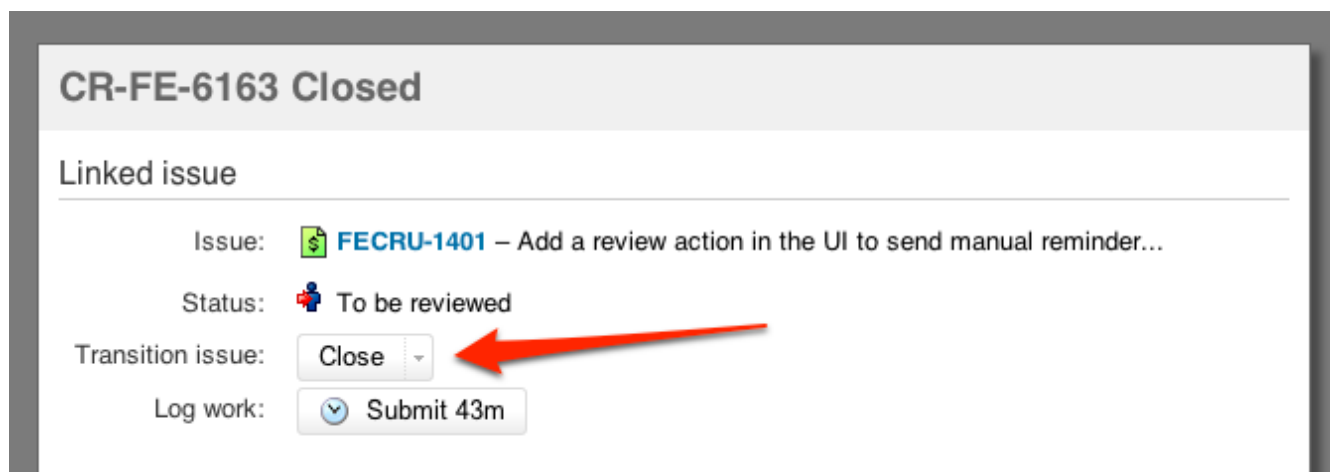 CR-FE-6163 Closed
Linked issue
Issue: $ FECRU-1401 – Add a review action in the UI to send manual reminder...
Status: To be reviewed
Transition issue: Close
Log work: Submit 43m